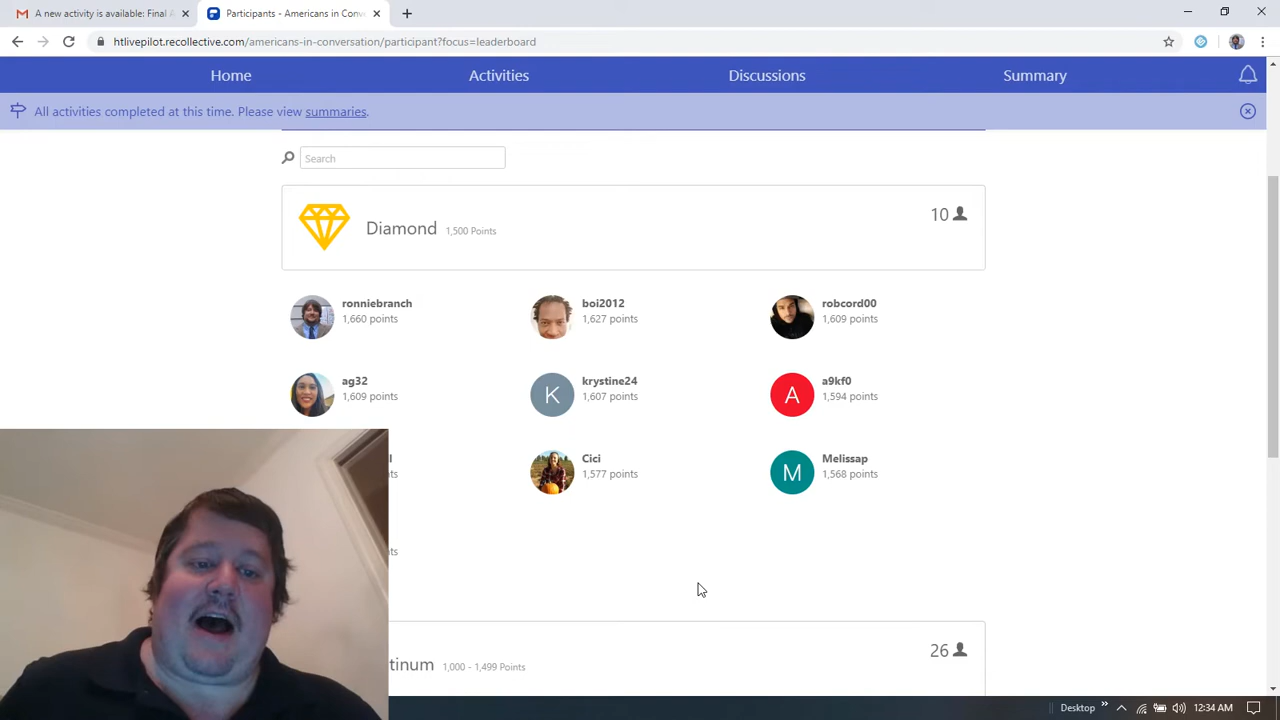 A new activity is available: Final A
Participants - Americans in Conv
htlivepilot.recollective.com/americans-in-conversation/participant?focus=leaderboard
Home Activities Discussions Summary
All activities completed at this time. Please view summaries.
Search
Diamond 1,500 Points 10
ronniebranch boi2012 robcord00
1,660 points 1,627 points 1,609 points
ag32 krystine24 a9kf0
K A
1,609 points 1,607 points 1,594 points
l Cici Melissap
M
nts 1,577 points 1,568 points
nts
26
tinum 1,000 - 1,499 Points
Desktop 12:34 AM